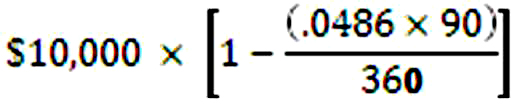 $10,000 × [1 − (.0486 × 90)
360]